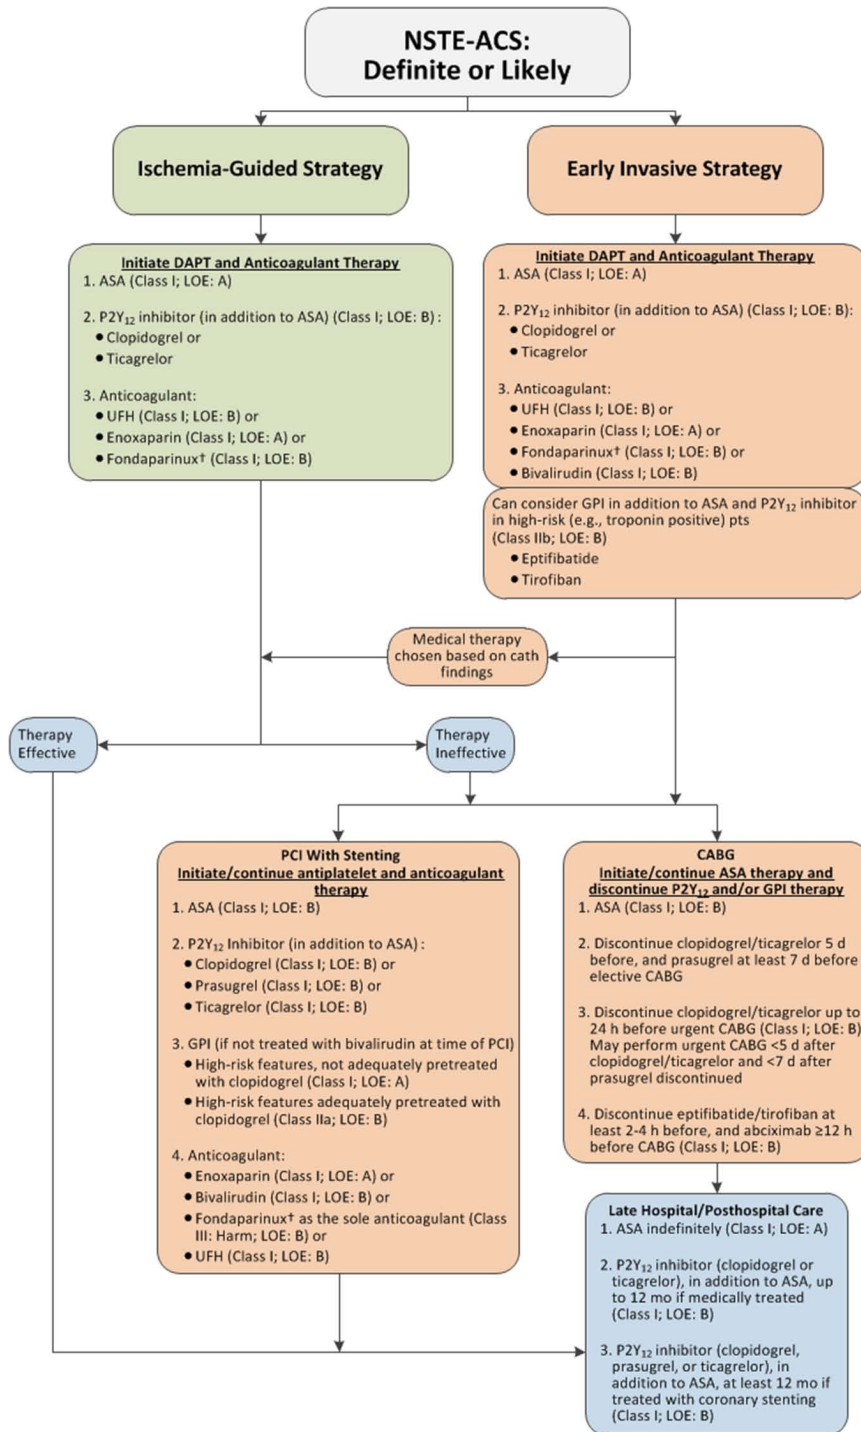 NSTE-ACS:
Definite or Likely
Ischemia-Guided Strategy
Early Invasive Strategy
Initiate DAPT and Anticoagulant Therapy
1. ASA (Class I; LOE: A)
2. P2Y₁₂ inhibitor (in addition to ASA) (Class I; LOE: B) :
● Clopidogrel or
● Ticagrelor
3. Anticoagulant:
● UFH (Class I; LOE: B) or
● Enoxaparin (Class I; LOE: A) or
● Fondaparinux† (Class I; LOE: B)
Initiate DAPT and Anticoagulant Therapy
1. ASA (Class I; LOE: A)
2. P2Y₁₂ inhibitor (in addition to ASA) (Class I; LOE: B):
● Clopidogrel or
● Ticagrelor
3. Anticoagulant:
● UFH (Class I; LOE: B) or
● Enoxaparin (Class I; LOE: A) or
● Fondaparinux† (Class I; LOE: B) or
● Bivalirudin (Class I; LOE: B)
Can consider GPI in addition to ASA and P2Y₁₂ inhibitor
in high-risk (e.g., troponin positive) pts
(Class IIb; LOE: B)
● Eptifibatide
● Tirofiban
Medical therapy
chosen based on cath
findings
Therapy
Effective
Therapy
Ineffective
PCI With Stenting
Initiate/continue antiplatelet and anticoagulant
therapy
1. ASA (Class I; LOE: B)
2. P2Y₁₂ Inhibitor (in addition to ASA) :
● Clopidogrel (Class I; LOE: B) or
● Prasugrel (Class I; LOE: B) or
● Ticagrelor (Class I; LOE: B)
3. GPI (if not treated with bivalirudin at time of PCI)
● High-risk features, not adequately pretreated
with clopidogrel (Class I; LOE: A)
● High-risk features adequately pretreated with
clopidogrel (Class IIa; LOE: B)
4. Anticoagulant:
● Enoxaparin (Class I; LOE: A) or
● Bivalirudin (Class I; LOE: B) or
● Fondaparinux† as the sole anticoagulant (Class
III: Harm; LOE: B) or
● UFH (Class I; LOE: B)
CABG
Initiate/continue ASA therapy and
discontinue P2Y₁₂ and/or GPI therapy
1. ASA (Class I; LOE: B)
2. Discontinue clopidogrel/ticagrelor 5 d
before, and prasugrel at least 7 d before
elective CABG
3. Discontinue clopidogrel/ticagrelor up to
24 h before urgent CABG (Class I; LOE: B)
May perform urgent CABG <5 d after
clopidogrel/ticagrelor and <7 d after
prasugrel discontinued
4. Discontinue eptifibatide/tirofiban at
least 2-4 h before, and abciximab ≥12 h
before CABG (Class I; LOE: B)
Late Hospital/Posthospital Care
1. ASA indefinitely (Class I; LOE: A)
2. P2Y₁₂ inhibitor (clopidogrel or
ticagrelor), in addition to ASA, up
to 12 mo if medically treated
(Class I; LOE: B)
3. P2Y₁₂ inhibitor (clopidogrel,
prasugrel, or ticagrelor), in
addition to ASA, at least 12 mo if
treated with coronary stenting
(Class I; LOE: B)